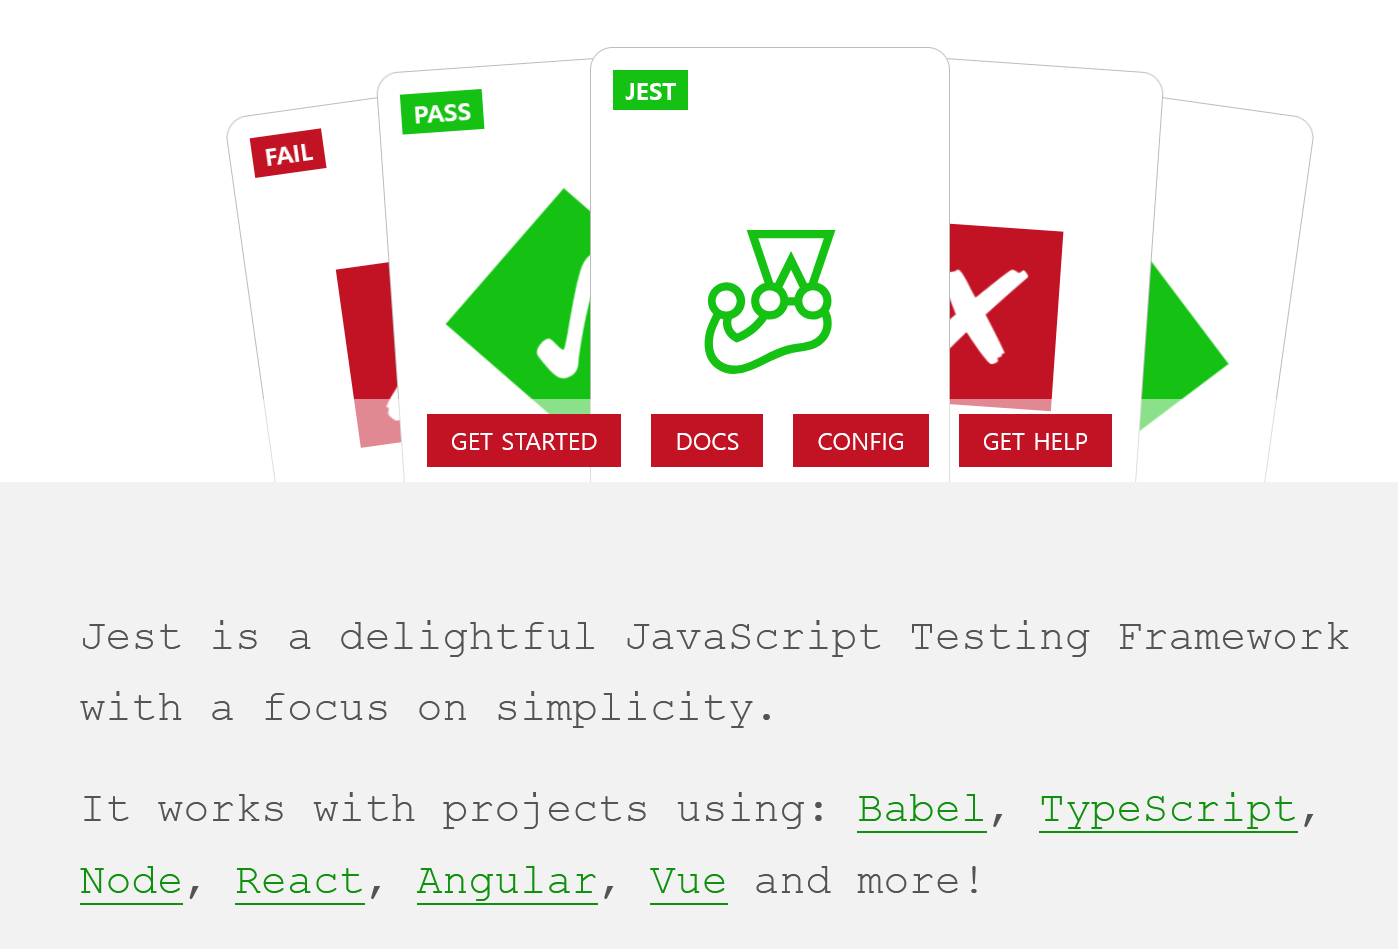 JEST
PASS
FAIL
GET STARTED
DOCS
CONFIG
GET HELP
Jest is a delightful JavaScript Testing Framework
with a focus on simplicity.
It works with projects using: Babel, TypeScript,
Node, React, Angular, Vue and more!